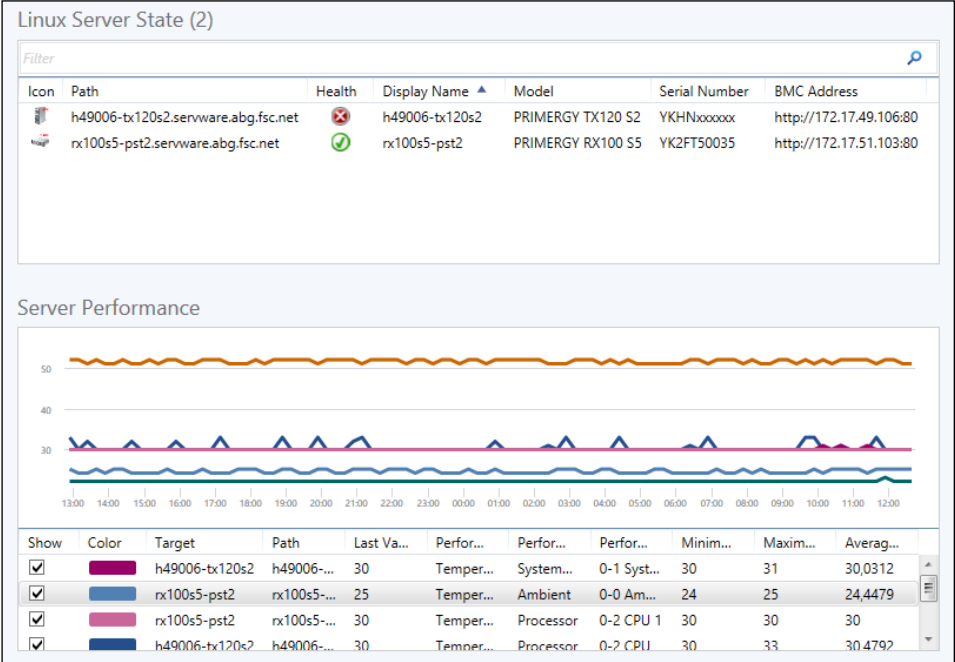 Linux Server State (2)
Filter
Icon Path Health Display Name Model Serial Number BMC Address
h49006-tx120s2.servware.abg.fsc.net h49006-tx120s2 PRIMERGY TX120 S2 YKHNxxxxxx http://172.17.49.106:80
rx100s5-pst2.servware.abg.fsc.net rx100s5-pst2 PRIMERGY RX100 S5 YK2FT50035 http://172.17.51.103:80
Server Performance
50
40
30
13:00 14:00 15:00 16:00 17:00 18:00 19:00 20:00 21:00 22:00 23:00 00:00 01:00 02:00 03:00 04:00 05:00 06:00 07:00 08:00 09:00 10:00 11:00 12:00
Show Color Target Path Last Va... Perfor... Perfor... Perfor... Minim... Maxim... Averag...
h49006-tx120s2 h49006-... 30 Temper... System... 0-1 Syst... 30 31 30,0312
rx100s5-pst2 rx100s5-... 25 Temper... Ambient 0-0 Am... 24 25 24,4479
rx100s5-pst2 rx100s5-... 30 Temper... Processor 0-2 CPU 1 30 30 30
h49006-tx120s2 h49006-... 30 Temper... Processor 0-2 CPU 30 33 30,4792